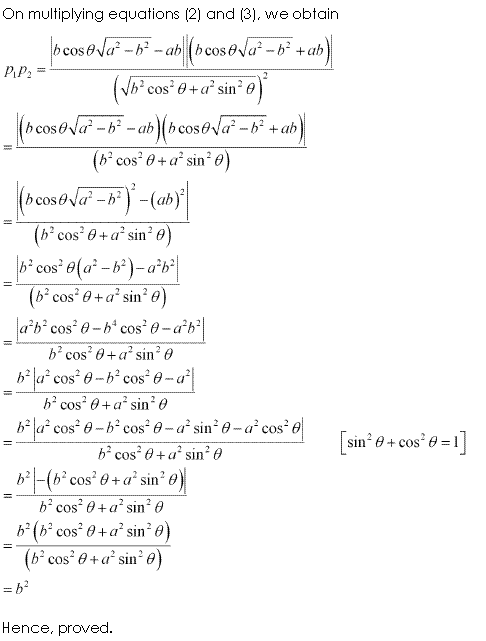 On multiplying equations (2) and (3), we obtain
p₁p₂ = |b cos θ√(a² − b²) − ab||(b cos θ√(a² − b²) + ab)| / (√(b² cos² θ + a² sin² θ))²
= |(b cos θ√(a² − b²) − ab)(b cos θ√(a² − b²) + ab)| / (b² cos² θ + a² sin² θ)
= |(b cos θ√(a² − b²))² − (ab)²| / (b² cos² θ + a² sin² θ)
= |b² cos² θ(a² − b²) − a²b²| / (b² cos² θ + a² sin² θ)
= |a²b² cos² θ − b⁴ cos² θ − a²b²| / b² cos² θ + a² sin² θ
= b²|a² cos² θ − b² cos² θ − a²| / b² cos² θ + a² sin² θ
= b²|a² cos² θ − b² cos² θ − a² sin² θ − a² cos² θ| / b² cos² θ + a² sin² θ [sin² θ + cos² θ = 1]
= b²|−(b² cos² θ + a² sin² θ)| / b² cos² θ + a² sin² θ
= b²(b² cos² θ + a² sin² θ) / (b² cos² θ + a² sin² θ)
= b²
Hence, proved.